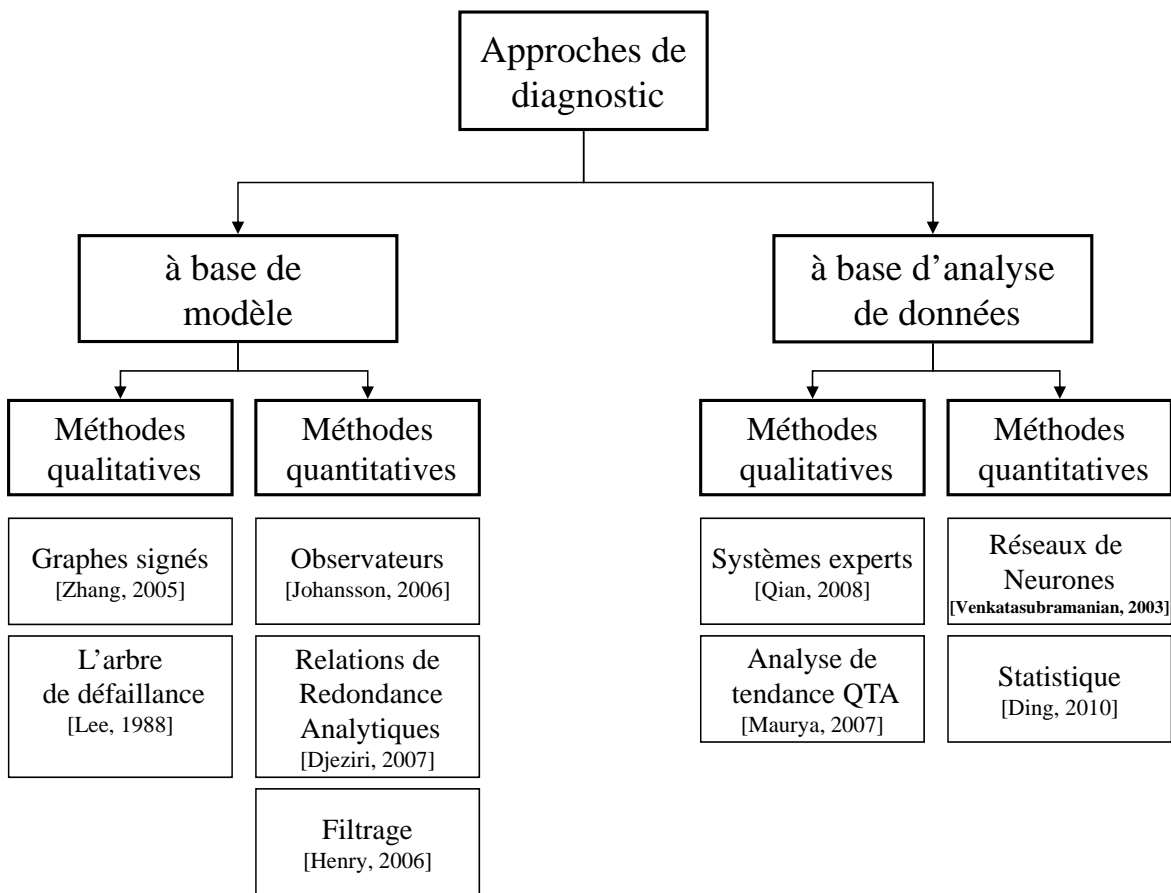 Approches de
diagnostic
à base de
modèle
à base d’analyse
de données
Méthodes
qualitatives
Méthodes
quantitatives
Méthodes
qualitatives
Méthodes
quantitatives
Graphes signés
[Zhang, 2005]
L’arbre
de défaillance
[Lee, 1988]
Observateurs
[Johansson, 2006]
Relations de
Redondance
Analytiques
[Djeziri, 2007]
Filtrage
[Henry, 2006]
Systèmes experts
[Qian, 2008]
Analyse de
tendance QTA
[Maurya, 2007]
Réseaux de
Neurones
[Venkatasubramanian, 2003]
Statistique
[Ding, 2010]